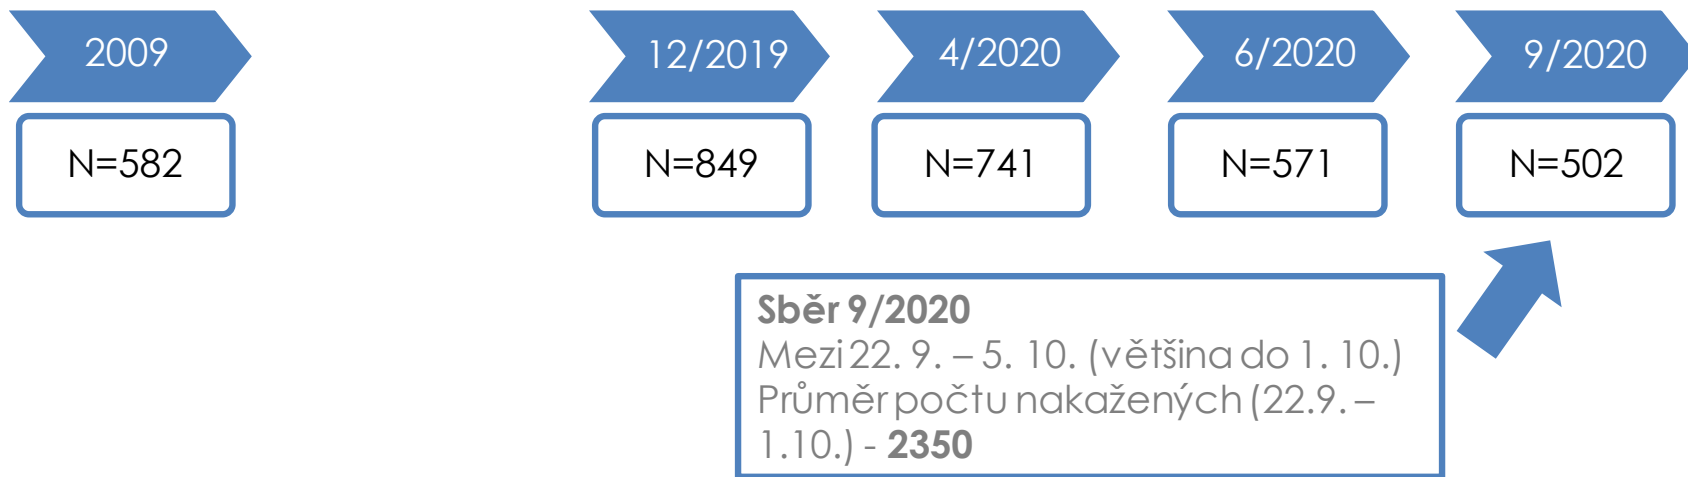 2009
12/2019
4/2020
6/2020
9/2020
N=582
N=849
N=741
N=571
N=502
Sběr 9/2020
Mezi 22. 9. – 5. 10. (většina do 1. 10.)
Průměr počtu nakažených (22.9. –
1.10.) - 2350